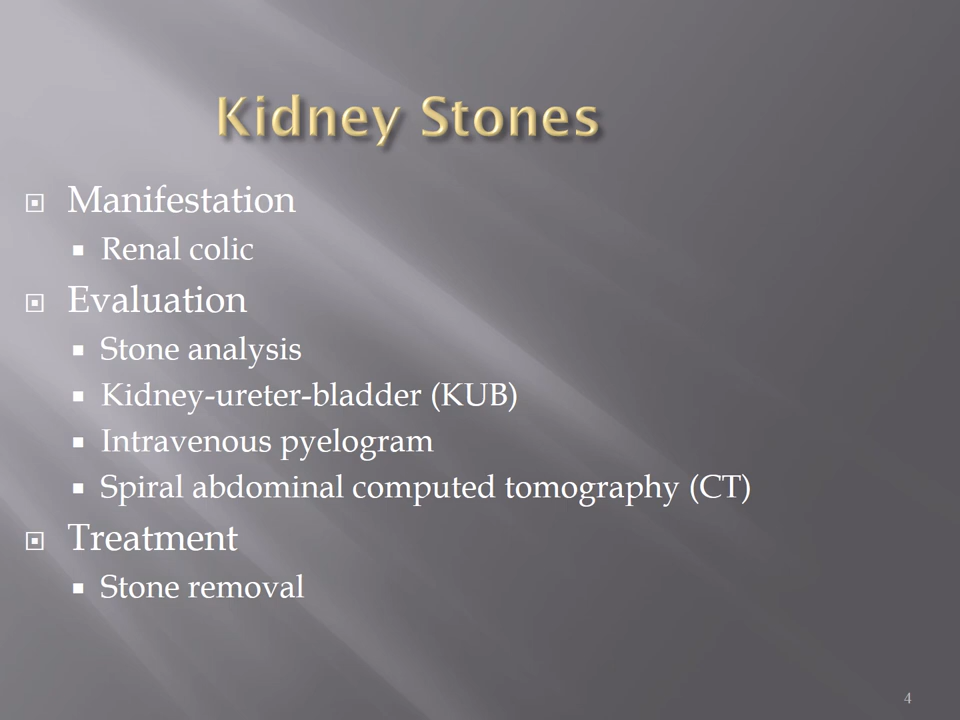 Kidney Stones
Manifestation
Renal colic
Evaluation
Stone analysis
Kidney-ureter-bladder (KUB)
Intravenous pyelogram
Spiral abdominal computed tomography (CT)
Treatment
Stone removal
4